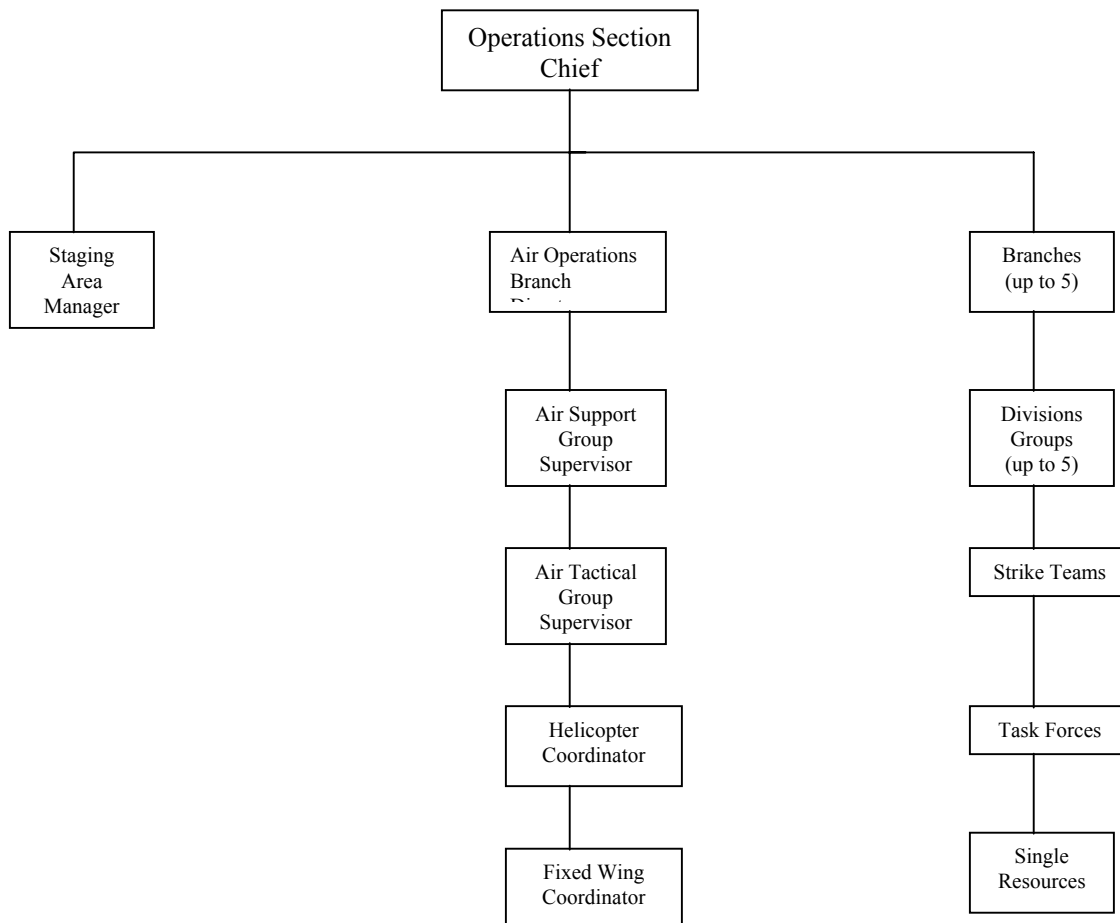 Operations Section
Chief
Staging
Area
Manager
Air Operations
Branch
Branches
(up to 5)
Air Support
Group
Supervisor
Divisions
Groups
(up to 5)
Air Tactical
Group
Supervisor
Strike Teams
Helicopter
Coordinator
Task Forces
Fixed Wing
Coordinator
Single
Resources